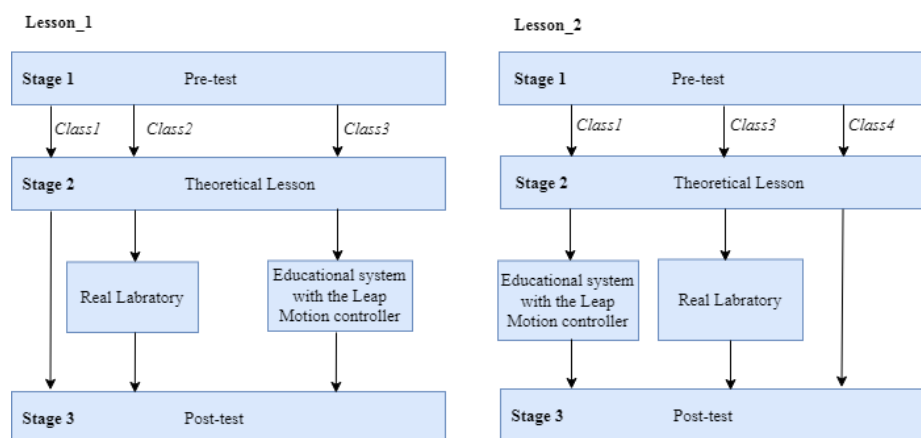 Lesson_1
Stage 1 Pre-test
Class1 Class2 Class3
Stage 2 Theoretical Lesson
Real Labratory
Educational system
with the Leap
Motion controller
Stage 3 Post-test
Lesson_2
Stage 1 Pre-test
Class1 Class3 Class4
Stage 2 Theoretical Lesson
Educational system
with the Leap
Motion controller
Real Labratory
Stage 3 Post-test